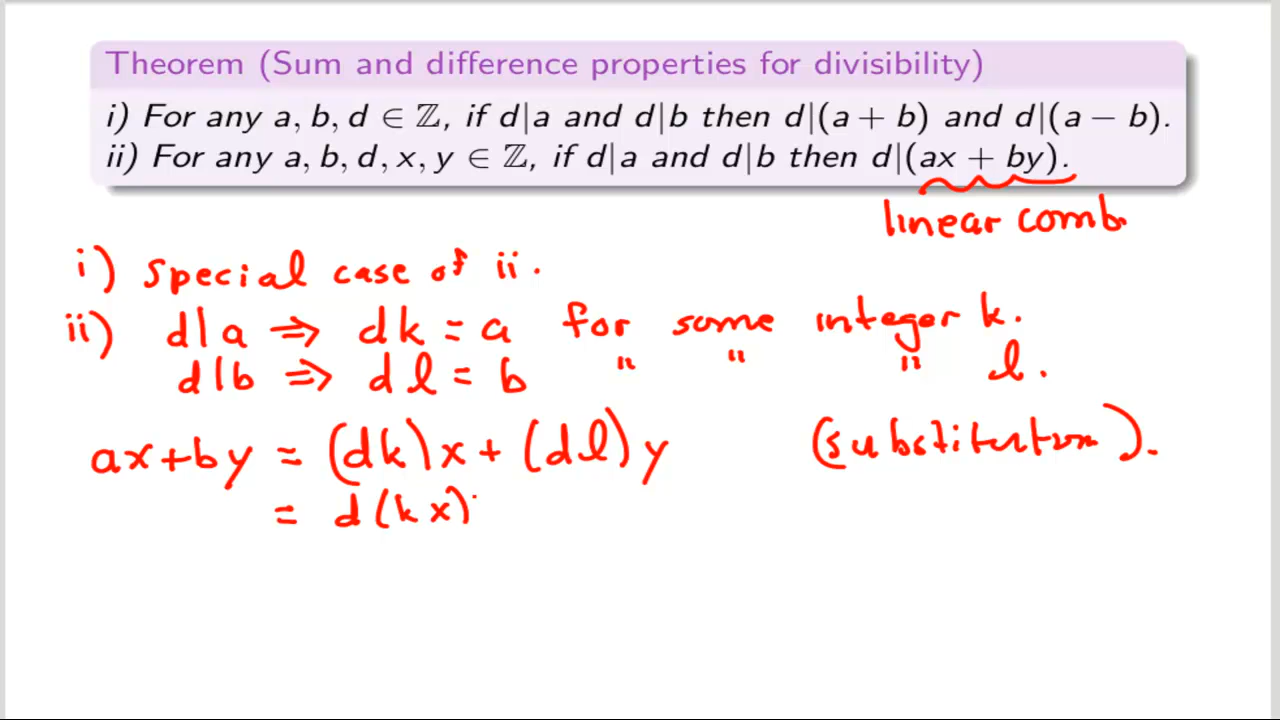 Theorem (Sum and difference properties for divisibility)
i) For any a, b, d ∈ ℤ, if d|a and d|b then d|(a + b) and d|(a − b).
ii) For any a, b, d, x, y ∈ ℤ, if d|a and d|b then d|(ax + by).
linear comb
i) special case of ii.
ii) d|a ⇒ dk = a for some integer k.
d|b ⇒ dl = b " " " l.
ax+by = (dk)x + (dl)y (substitution).
= d(kx)